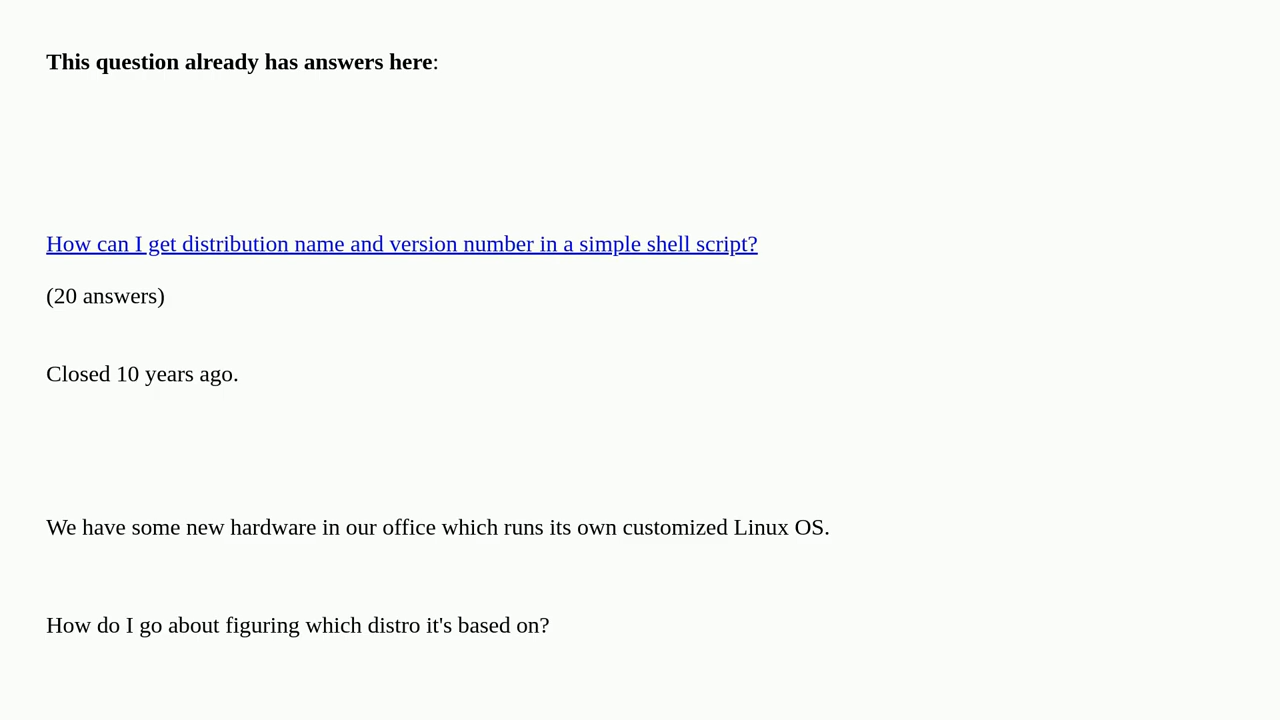 This question already has answers here:
How can I get distribution name and version number in a simple shell script?
(20 answers)
Closed 10 years ago.
We have some new hardware in our office which runs its own customized Linux OS.
How do I go about figuring which distro it's based on?